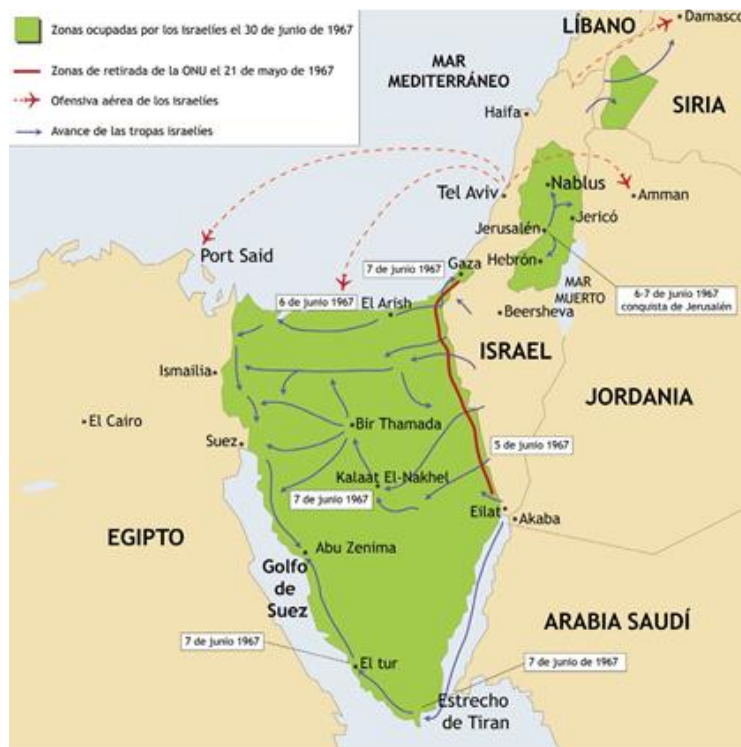 Zonas ocupadas por los Israelíes el 30 de junio de 1967
Zonas de retirada de la ONU el 21 de mayo de 1967
Ofensiva aérea de los Israelíes
Avance de las tropas israelíes
LÍBANO
Damasco
MAR
MEDITERRÁNEO
SIRIA
Haifa
Tel Aviv
Nablus
Amman
Jericó
Jerusalén
Hebrón
Port Said
7 de junio 1967
Gaza
MAR
MUERTO
6-7 de junio 1967
conquista de Jerusalén
6 de junio 1967
El Arish
Beersheva
ISRAEL
Ismailia
JORDANIA
El Cairo
Bir Thamada
Suez
5 de junio 1967
Kalaat El-Nakhel
7 de junio 1967
Eilat
Akaba
EGIPTO
Abu Zenima
Golfo
de
Suez
ARABIA SAUDÍ
7 de junio 1967
El tur
7 de junio de 1967
Estrecho
de Tiran